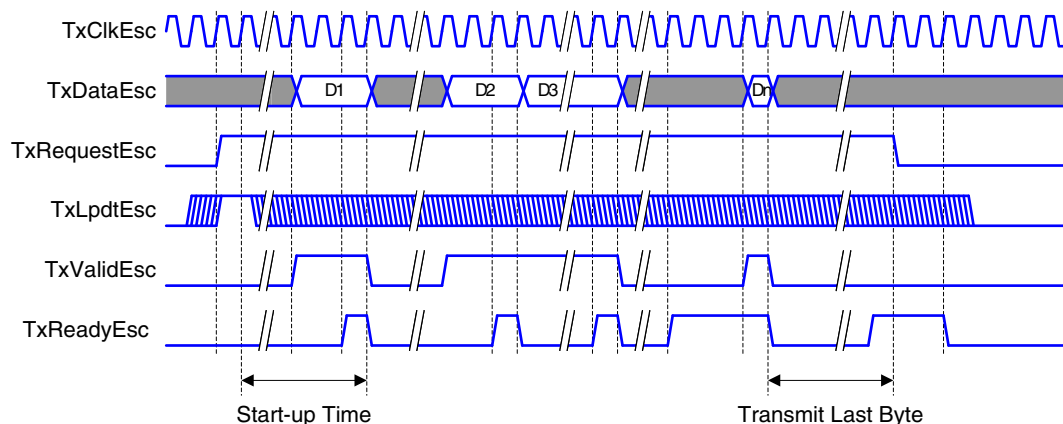 TxClkEsc
TxDataEsc
D1
D2
D3
Dn
TxRequestEsc
TxLpdtEsc
TxValidEsc
TxReadyEsc
Start-up Time
Transmit Last Byte